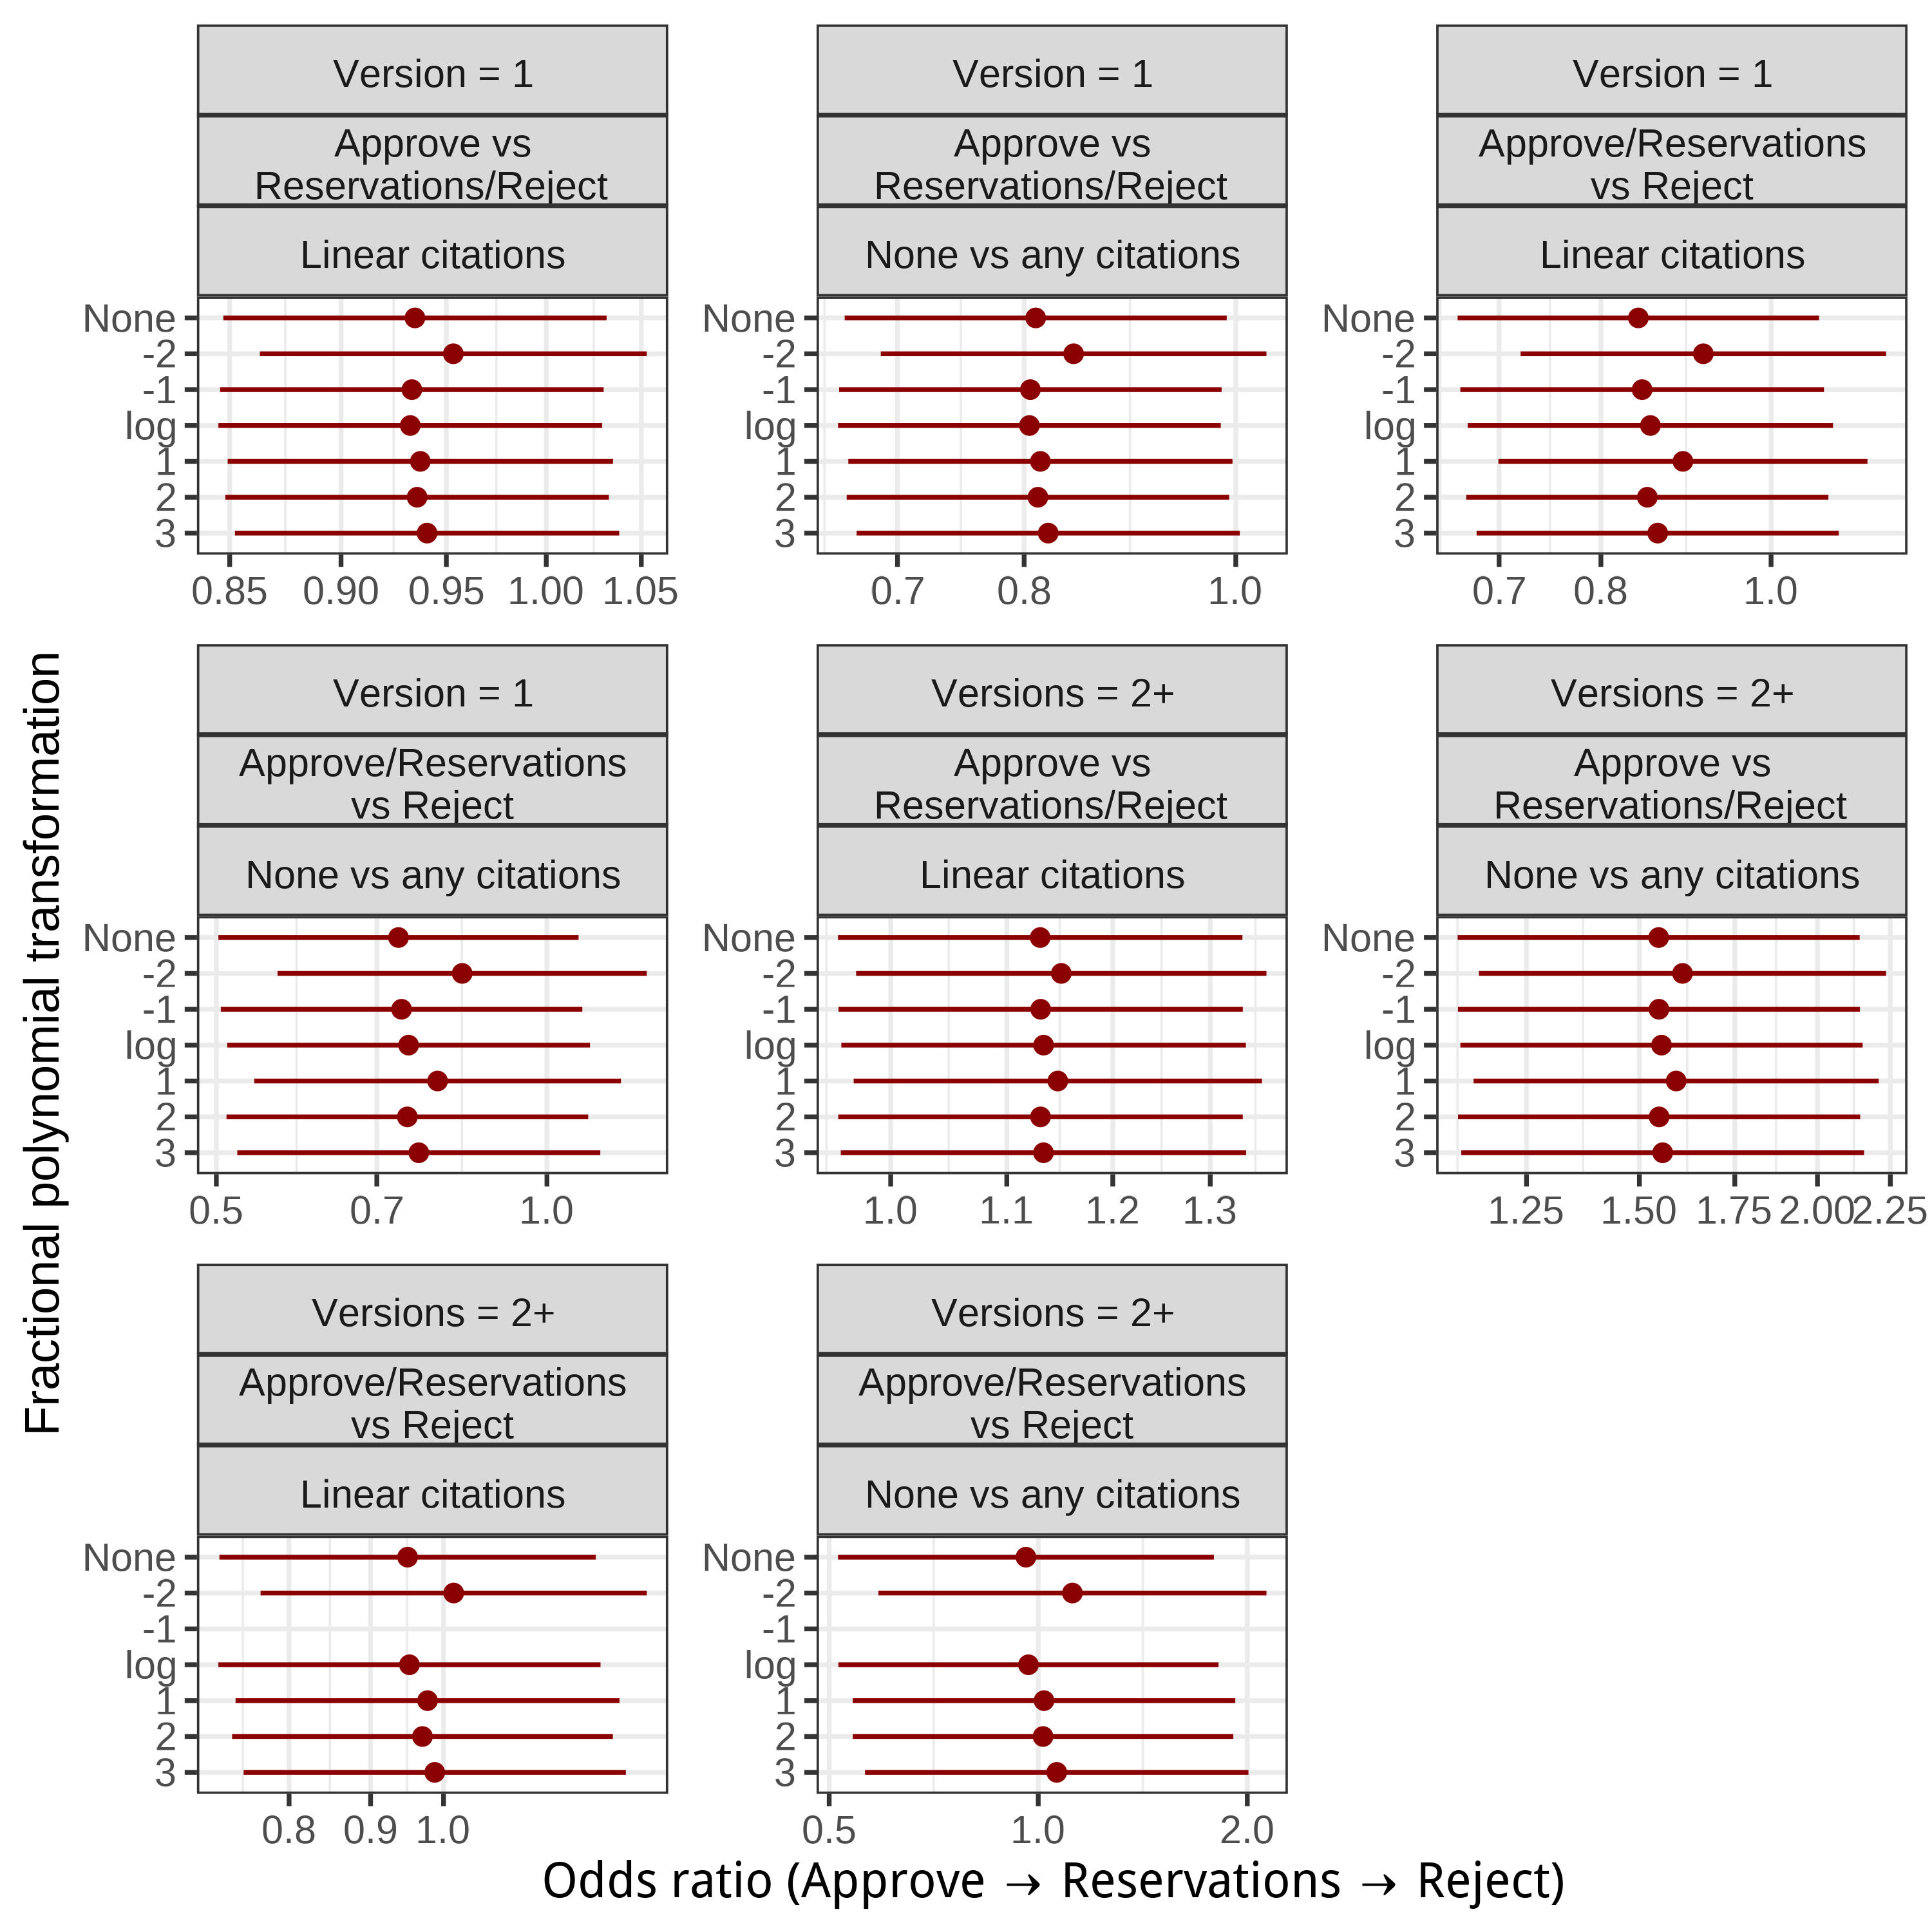 Version = 1
Approve vs
Reservations/Reject
Linear citations
None
-2
-1
log
1
2
3
0.85 0.90 0.95 1.00 1.05
Version = 1
Approve vs
Reservations/Reject
None vs any citations
None
-2
-1
log
1
2
3
0.7 0.8 1.0
Version = 1
Approve/Reservations
vs Reject
Linear citations
None
-2
-1
log
1
2
3
0.7 0.8 1.0
Fractional polynomial transformation
Version = 1
Approve/Reservations
vs Reject
None vs any citations
None
-2
-1
log
1
2
3
0.5 0.7 1.0
Versions = 2+
Approve vs
Reservations/Reject
Linear citations
None
-2
-1
log
1
2
3
1.0 1.1 1.2 1.3
Versions = 2+
Approve vs
Reservations/Reject
None vs any citations
None
-2
-1
log
1
2
3
1.25 1.50 1.75 2.00 2.25
Versions = 2+
Approve/Reservations
vs Reject
Linear citations
None
-2
-1
log
1
2
3
0.8 0.9 1.0
Versions = 2+
Approve/Reservations
vs Reject
None vs any citations
None
-2
-1
log
1
2
3
0.5 1.0 2.0
Odds ratio (Approve → Reservations → Reject)